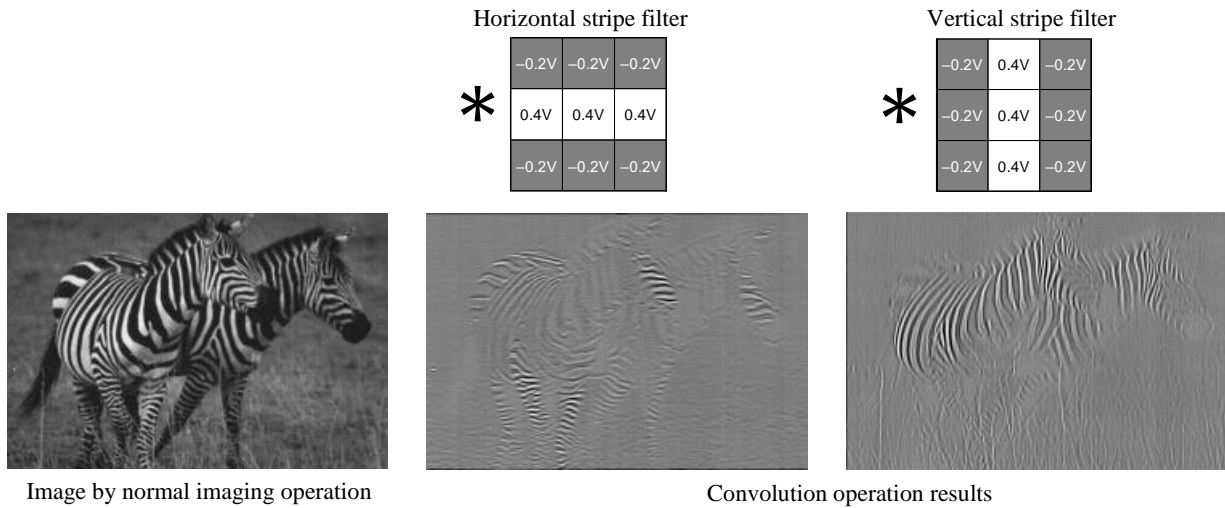 Horizontal stripe filter
–0.2V –0.2V –0.2V
* 0.4V 0.4V 0.4V
–0.2V –0.2V –0.2V
Vertical stripe filter
–0.2V 0.4V –0.2V
* –0.2V 0.4V –0.2V
–0.2V 0.4V –0.2V
Image by normal imaging operation
Convolution operation results